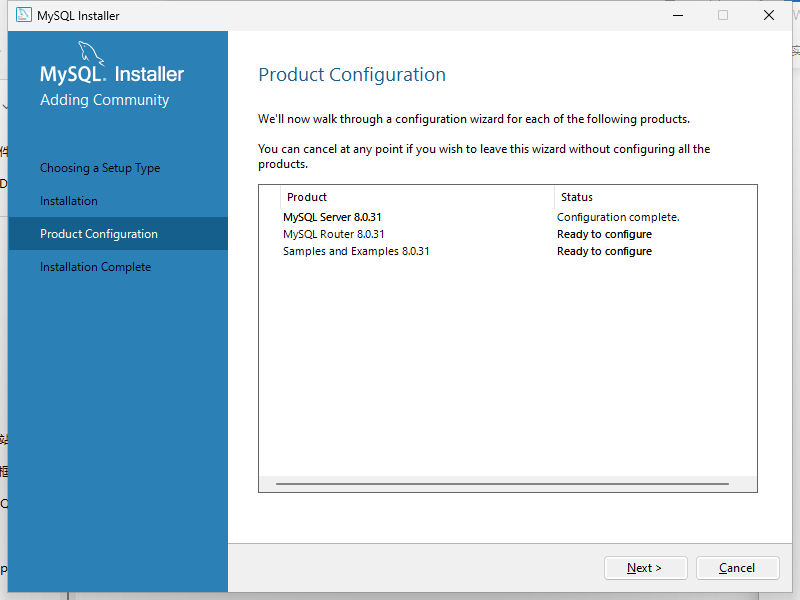 MySQL Installer
MySQL. Installer
Adding Community
Choosing a Setup Type
Installation
Product Configuration
Installation Complete
Product Configuration
We'll now walk through a configuration wizard for each of the following products.
You can cancel at any point if you wish to leave this wizard without configuring all the
products.
Product Status
MySQL Server 8.0.31 Configuration complete.
MySQL Router 8.0.31 Ready to configure
Samples and Examples 8.0.31 Ready to configure
Next > Cancel